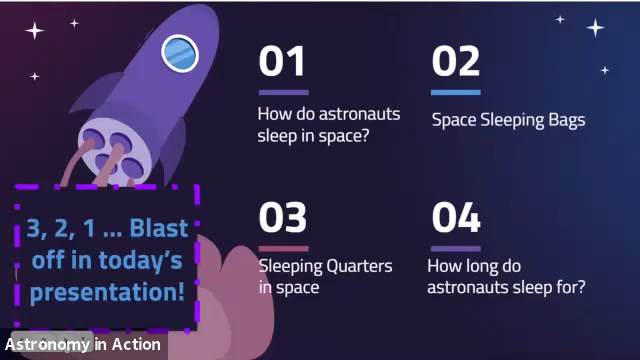 01
How do astronauts
sleep in space?
02
Space Sleeping Bags
03
Sleeping Quarters
in space
04
How long do
astronauts sleep for?
3, 2, 1 ... Blast
off in today's
presentation!
Astronomy in Action